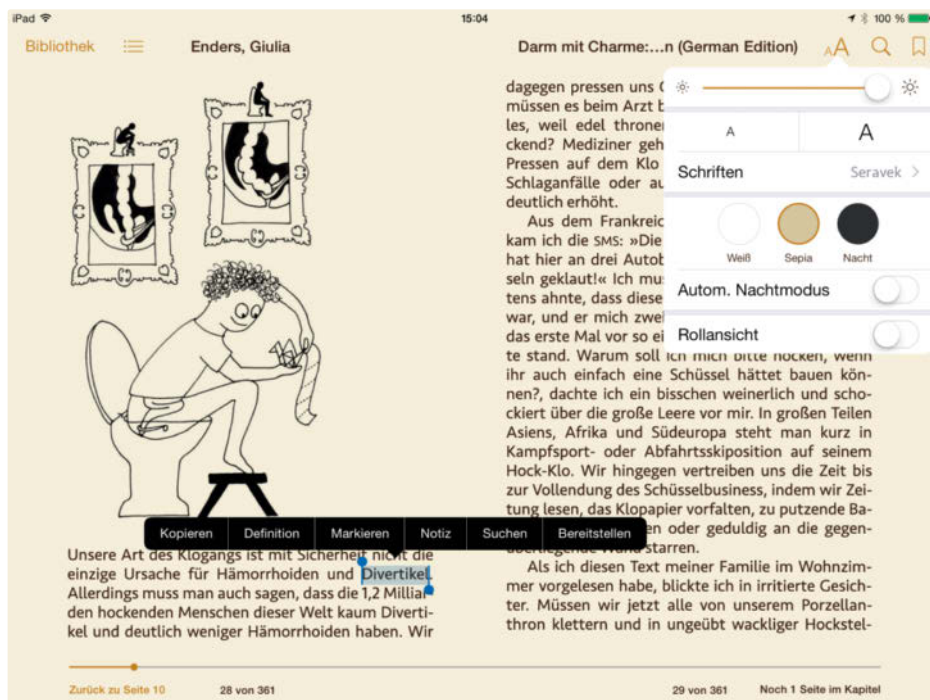 iPad
15:04
100 %
Bibliothek
Enders, Giulia
Darm mit Charme:...n (German Edition)
AA
A
A
Schriften
Seravek
Weiß
Sepia
Nacht
Autom. Nachtmodus
Rollansicht
Kopieren
Definition
Markieren
Notiz
Suchen
Bereitstellen
Unsere Art des Klogangs ist mit Sicherheit nicht die
einzige Ursache für Hämorrhoiden und Divertikel.
Allerdings muss man auch sagen, dass die 1,2 Milliar-
den hockenden Menschen dieser Welt kaum Diverti-
kel und deutlich weniger Hämorrhoiden haben. Wir
dagegen pressen uns
müssen es beim Arzt
les, weil edel
ckend? Mediziner
Pressen auf dem Klo
Schlaganfälle oder
deutlich erhöht.
Aus dem
kam ich die SMS: »Die
hat hier an drei
seln geklaut!« Ich
tens ahnte, dass
war, und er mich
das erste Mal vor so
te stand. Warum soll ich mich bitte hocken, wenn
ihr auch einfach eine Schüssel hättet bauen kön-
nen?, dachte ich ein bisschen weinerlich und scho-
ckiert über die große Leere vor mir. In großen Teilen
Asiens, Afrika und Südeuropa steht man kurz in
Kampfsport- oder Abfahrtsskiposition auf seinem
Hock-Klo. Wir hingegen vertreiben uns die Zeit bis
zur Vollendung des Schüsselbusiness, indem wir Zei-
tung lesen, das Klopapier vorfalten, zu putzende Ba-
oder geduldig an die gegen-
überliegende Wand starren.
Als ich diesen Text meiner Familie im Wohnzim-
mer vorgelesen habe, blickte ich in irritierte Gesich-
ter. Müssen wir jetzt alle von unserem Porzellan-
thron klettern und in ungeübt wackliger Hockstel-
Zurück zu Seite 10
28 von 361
29 von 361
Noch 1 Seite im Kapitel